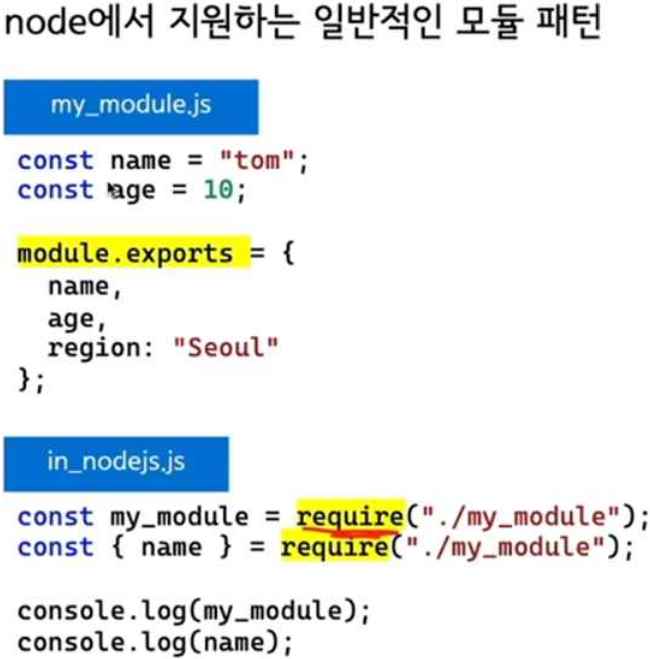 node에서 지원하는 일반적인 모듈 패턴
my_module.js
const name = "tom";
const age = 10;
module.exports = {
name,
age,
region: "Seoul"
};
in_nodejs.js
const my_module = require("./my_module");
const { name } = require("./my_module");
console.log(my_module);
console.log(name);